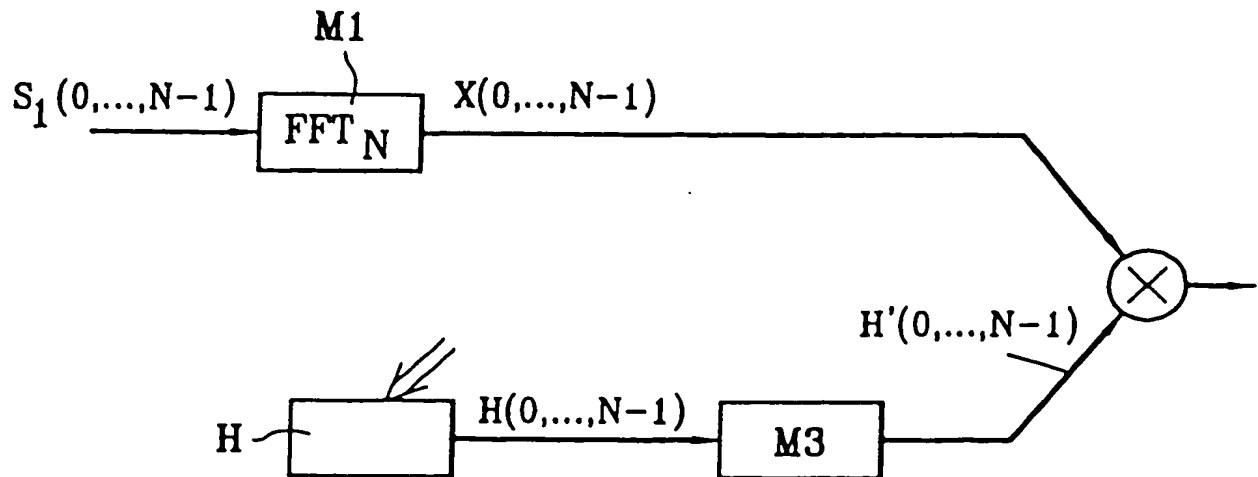 M1
S1(0,...,N-1)
FFTN
X(0,...,N-1)
H'(0,...,N-1)
H
H(0,...,N-1)
M3